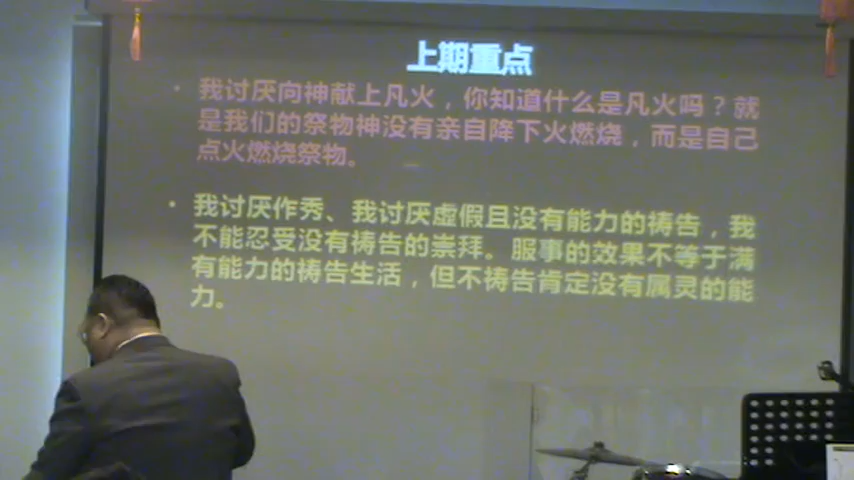 上期重点
• 我讨厌向神献上凡火，你知道什么是凡火吗？就
是我们的祭物神没有亲自降下火燃烧，而是自己
点火燃烧祭物。
• 我讨厌作秀、我讨厌虚假且没有能力的祷告，我
不能忍受没有祷告的崇拜。服事的效果不等于满
有能力的祷告生活，但不祷告肯定没有属灵的能
力。